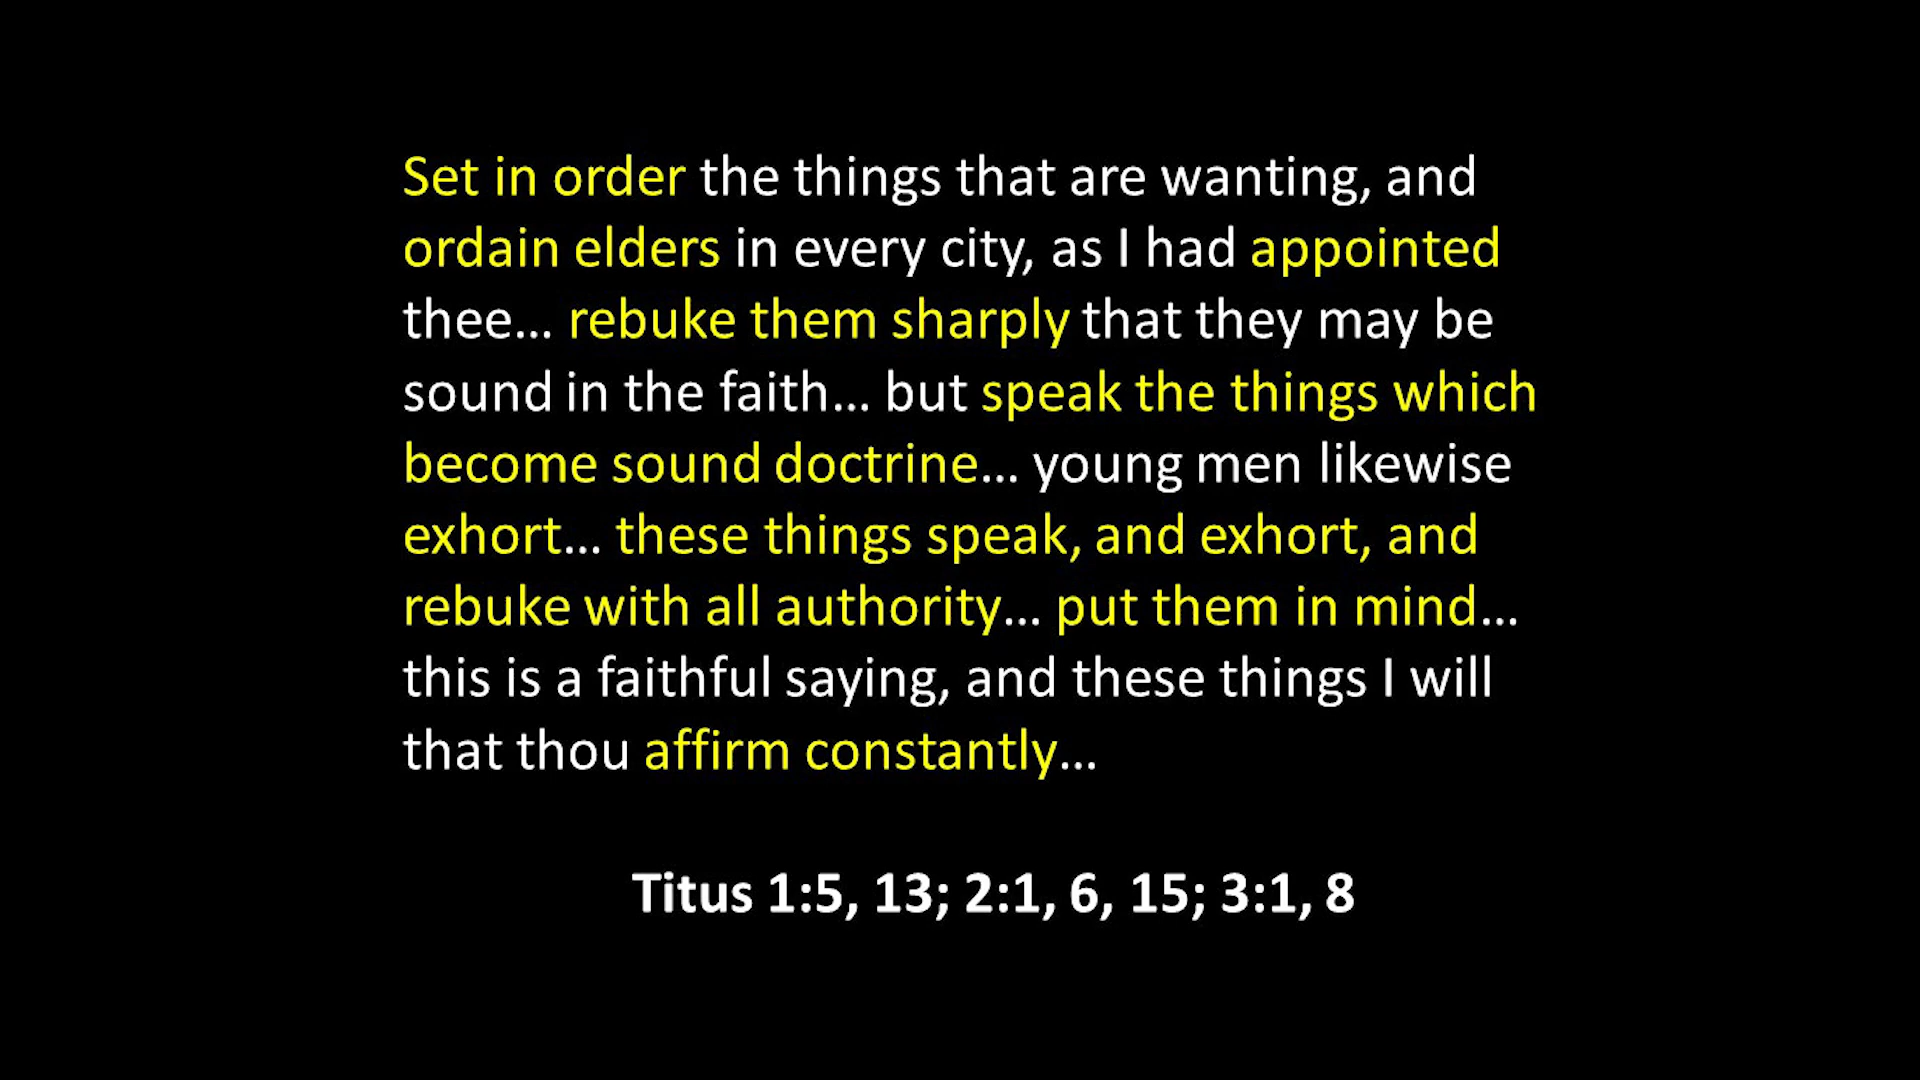 Set in order the things that are wanting, and
ordain elders in every city, as I had appointed
thee... rebuke them sharply that they may be
sound in the faith... but speak the things which
become sound doctrine... young men likewise
exhort... these things speak, and exhort, and
rebuke with all authority... put them in mind...
this is a faithful saying, and these things I will
that thou affirm constantly...
Titus 1:5, 13; 2:1, 6, 15; 3:1, 8